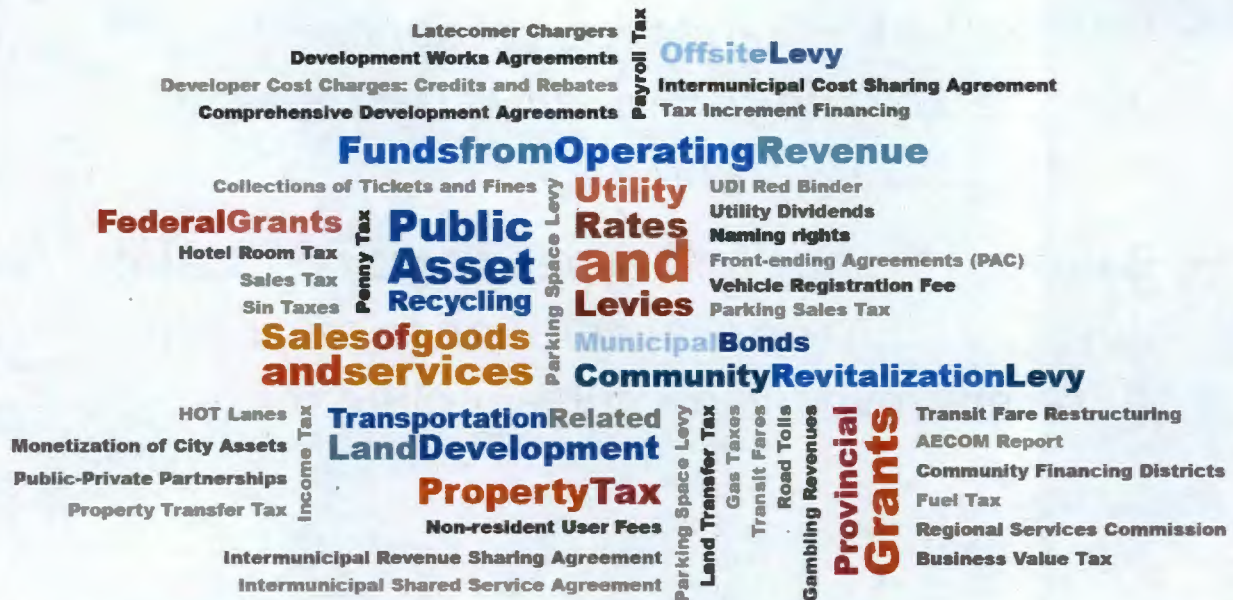 Latecomer Chargers
Development Works Agreements
Developer Cost Charges: Credits and Rebates
Comprehensive Development Agreements
Payroll Tax
OffsiteLevy
Intermunicipal Cost Sharing Agreement
Tax Increment Financing
FundsfromOperatingRevenue
Collections of Tickets and Fines
FederalGrants
Hotel Room Tax
Sales Tax
Sin Taxes
Penny Tax
Public
Asset
Recycling
Parking Space Levy
Utility
Rates
and
Levies
UDI Red Binder
Utility Dividends
Naming rights
Front-ending Agreements (PAC)
Vehicle Registration Fee
Parking Sales Tax
Salesofgoods
andservices
MunicipalBonds
CommunityRevitalizationLevy
HOT Lanes
Monetization of City Assets
Public-Private Partnerships
Property Transfer Tax
Income Tax
TransportationRelated
LandDevelopment
PropertyTax
Non-resident User Fees
Intermunicipal Revenue Sharing Agreement
Intermunicipal Shared Service Agreement
Parking Space Levy
Land Transfer Tax
Gas Taxes
Transit Fares
Road Tolls
Gambling Revenues
Provincial
Grants
Transit Fare Restructuring
AECOM Report
Community Financing Districts
Fuel Tax
Regional Services Commission
Business Value Tax